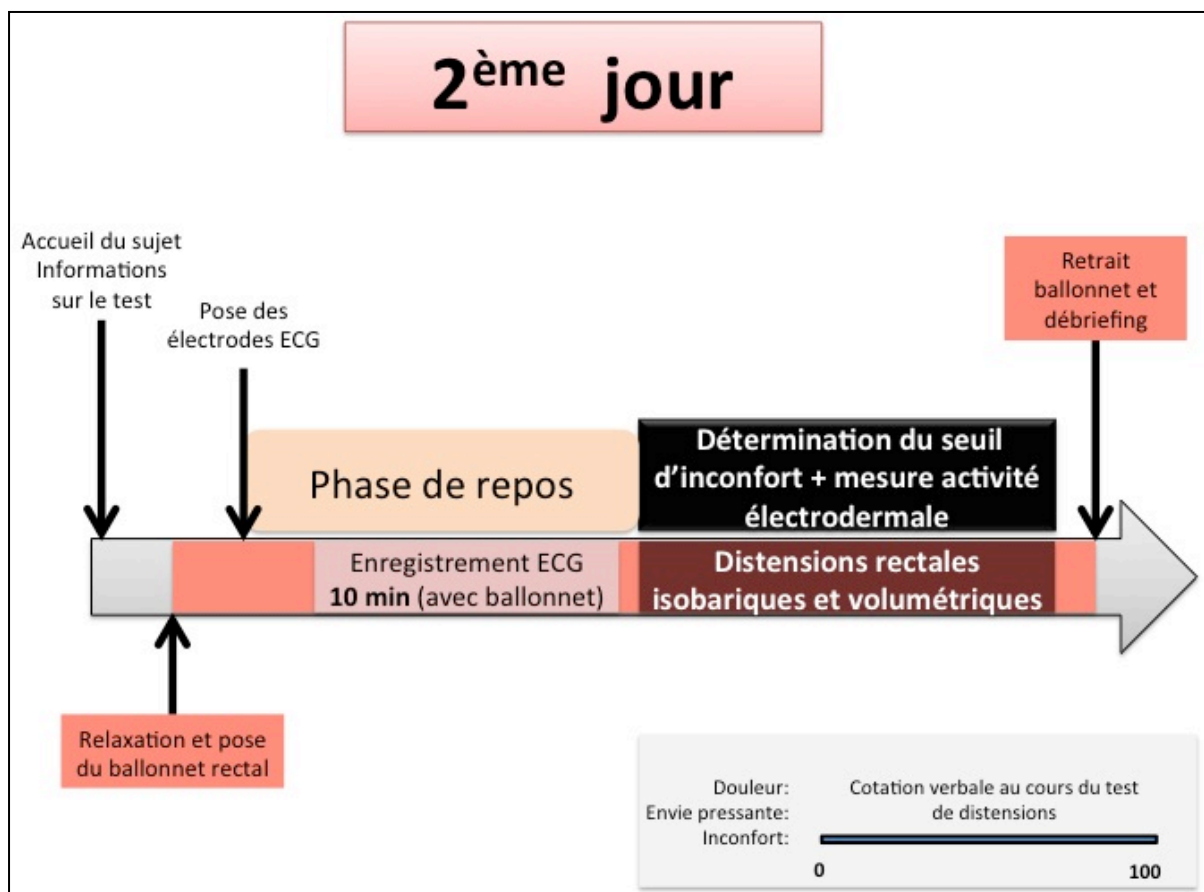 2ème jour
Accueil du sujet
Informations
sur le test
Pose des
électrodes ECG
Retrait
ballonnet et
débriefing
Phase de repos
Détermination du seuil
d'inconfort + mesure activité
électrodermale
Enregistrement ECG
10 min (avec ballonnet)
Distensions rectales
isobariques et volumétriques
Relaxation et pose
du ballonnet rectal
Douleur:
Envie pressante:
Inconfort:
Cotation verbale au cours du test
de distensions
0 100